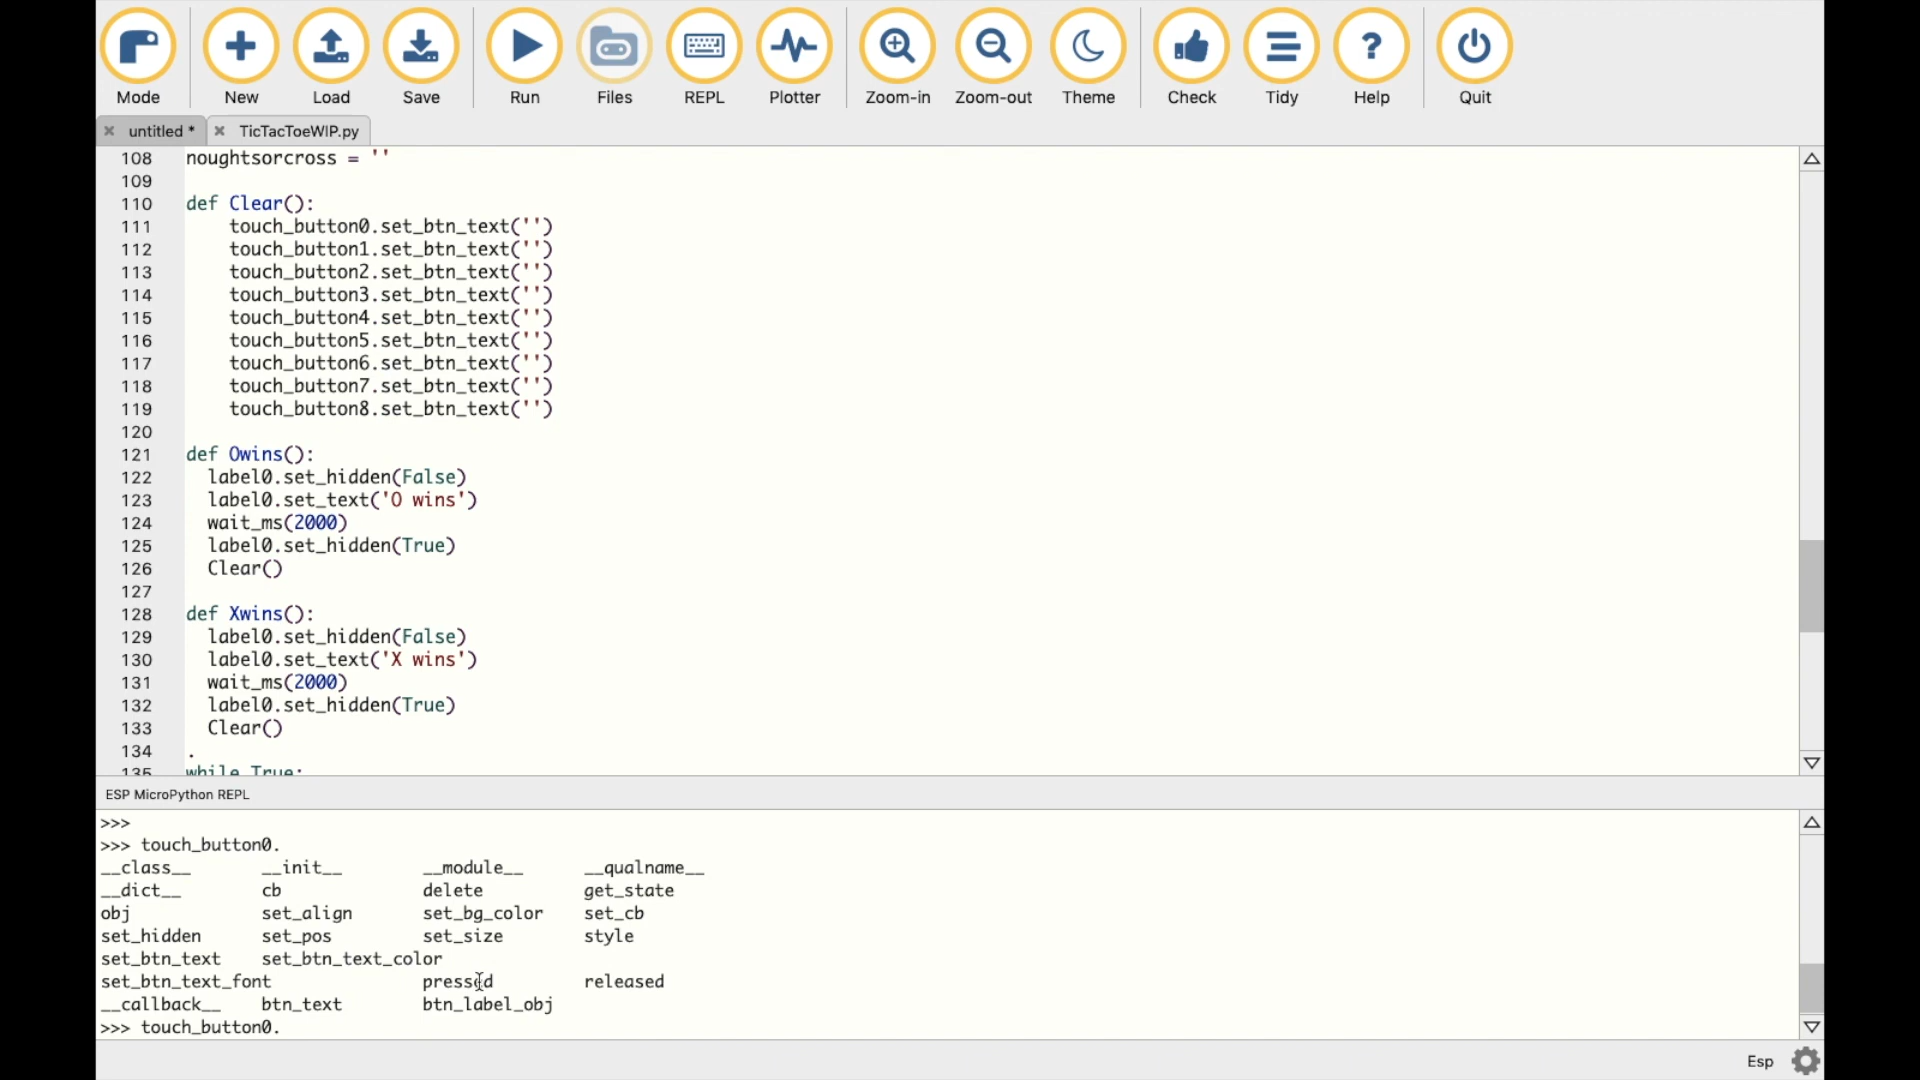 Mode New Load Save Run Files REPL Plotter Zoom-in Zoom-out Theme Check Tidy Help Quit
untitled * TicTacToeWIP.py
108 noughtsorcross = ''
109
110 def Clear():
111 touch_button0.set_btn_text('')
112 touch_button1.set_btn_text('')
113 touch_button2.set_btn_text('')
114 touch_button3.set_btn_text('')
115 touch_button4.set_btn_text('')
116 touch_button5.set_btn_text('')
117 touch_button6.set_btn_text('')
118 touch_button7.set_btn_text('')
119 touch_button8.set_btn_text('')
120
121 def Owins():
122 label0.set_hidden(False)
123 label0.set_text('O wins')
124 wait_ms(2000)
125 label0.set_hidden(True)
126 Clear()
127
128 def Xwins():
129 label0.set_hidden(False)
130 label0.set_text('X wins')
131 wait_ms(2000)
132 label0.set_hidden(True)
133 Clear()
134 .
135 while True:
ESP MicroPython REPL
>>>
>>> touch_button0.
__class__ __init__ __module__ __qualname__
__dict__ cb delete get_state
obj set_align set_bg_color set_cb
set_hidden set_pos set_size style
set_btn_text set_btn_text_color
set_btn_text_font pressed released
__callback__ btn_text btn_label_obj
>>> touch_button0.
Esp